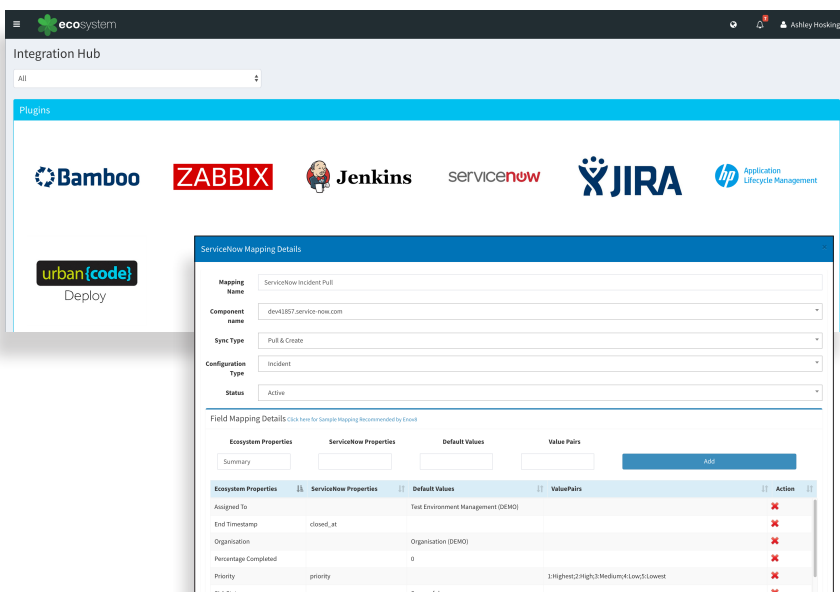 ecosystem
Ashley Hosking
Integration Hub
All
Plugins
Bamboo
ZABBIX
Jenkins
servicenow
JIRA
hp
Application
Lifecycle Management
urban{code}
Deploy
ServiceNow Mapping Details
Mapping
Name
ServiceNow Incident Pull
Component
name
dev41857.service-now.com
Sync Type
Pull & Create
Configuration
Type
Incident
Status
Active
Field Mapping Details Click here for Sample Mapping Recommended by Enov8
Ecosystem Properties ServiceNow Properties Default Values Value Pairs
Summary
Add
Ecosystem Properties ServiceNow Properties Default Values ValuePairs Action
Assigned To Test Environment Management (DEMO)
End Timestamp closed_at
Organisation Organisation (DEMO)
Percentage Completed 0
Priority priority 1:Highest;2:High;3:Medium;4:Low;5:Lowest